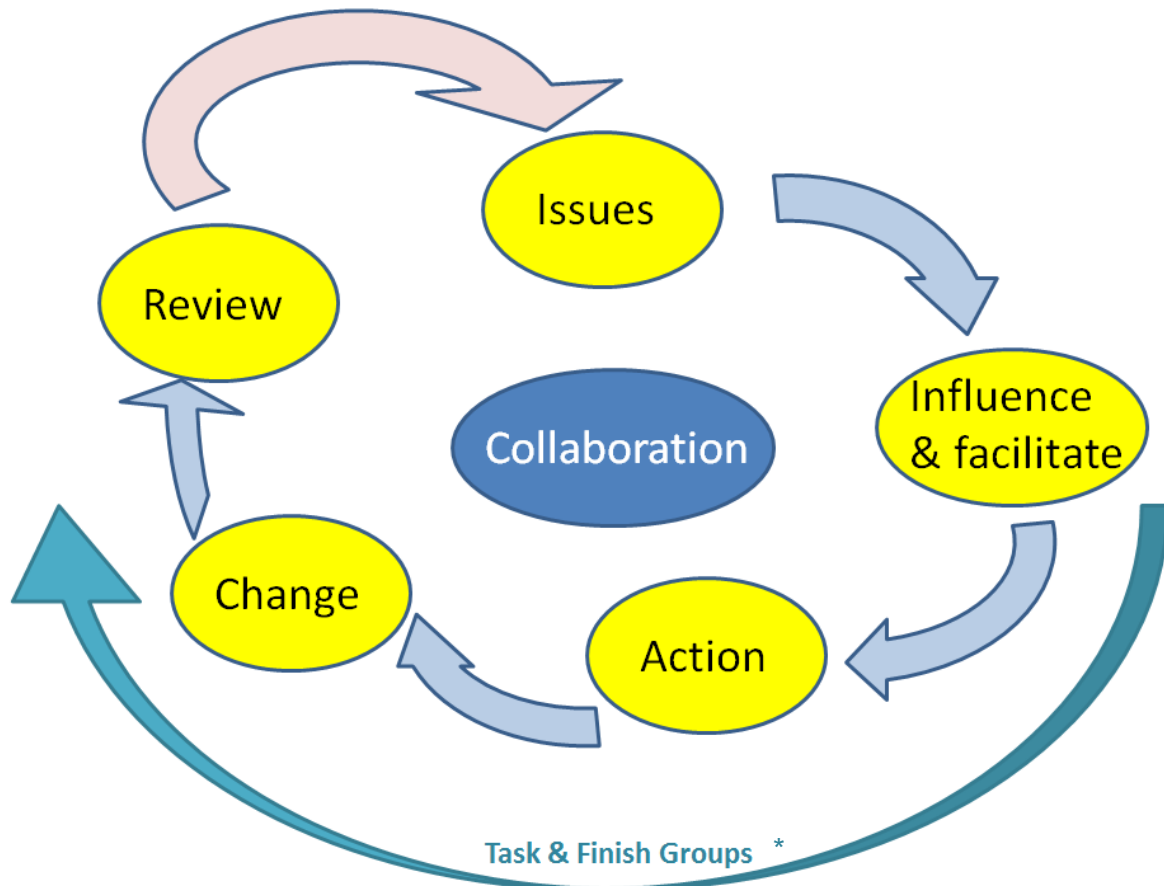 Issues
Review
Influence
& facilitate
Collaboration
Change
Action
Task & Finish Groups *